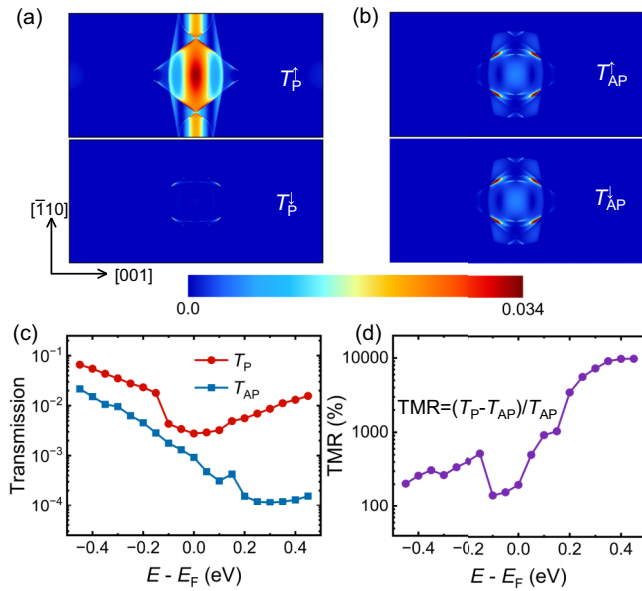 (a)
(b)
T↑P
T↑AP
T↓P
T↓AP
[1̄10]
[001]
0.0
0.034
(c)
(d)
10⁻¹
10⁻²
10⁻³
10⁻⁴
Transmission
TP
TAP
−0.4 −0.2 0.0 0.2 0.4
E - EF (eV)
10000
1000
100
TMR (%)
TMR=(TP-TAP)/TAP
−0.4 −0.2 0.0 0.2 0.4
E - EF (eV)